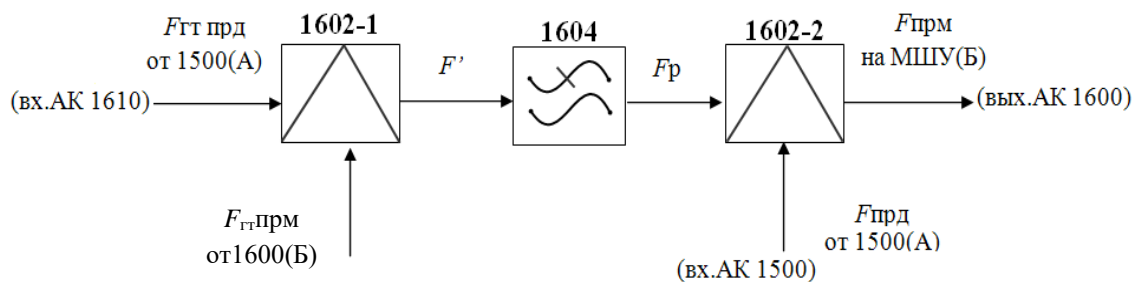 Fгт прд
от 1500(А)
(вх.АК 1610)
1602-1
Fгтпрм
от1600(Б)
F’
1604
Fр
1602-2
Fпрм
на МШУ(Б)
(вых.АК 1600)
Fпрд
от 1500(А)
(вх.АК 1500)